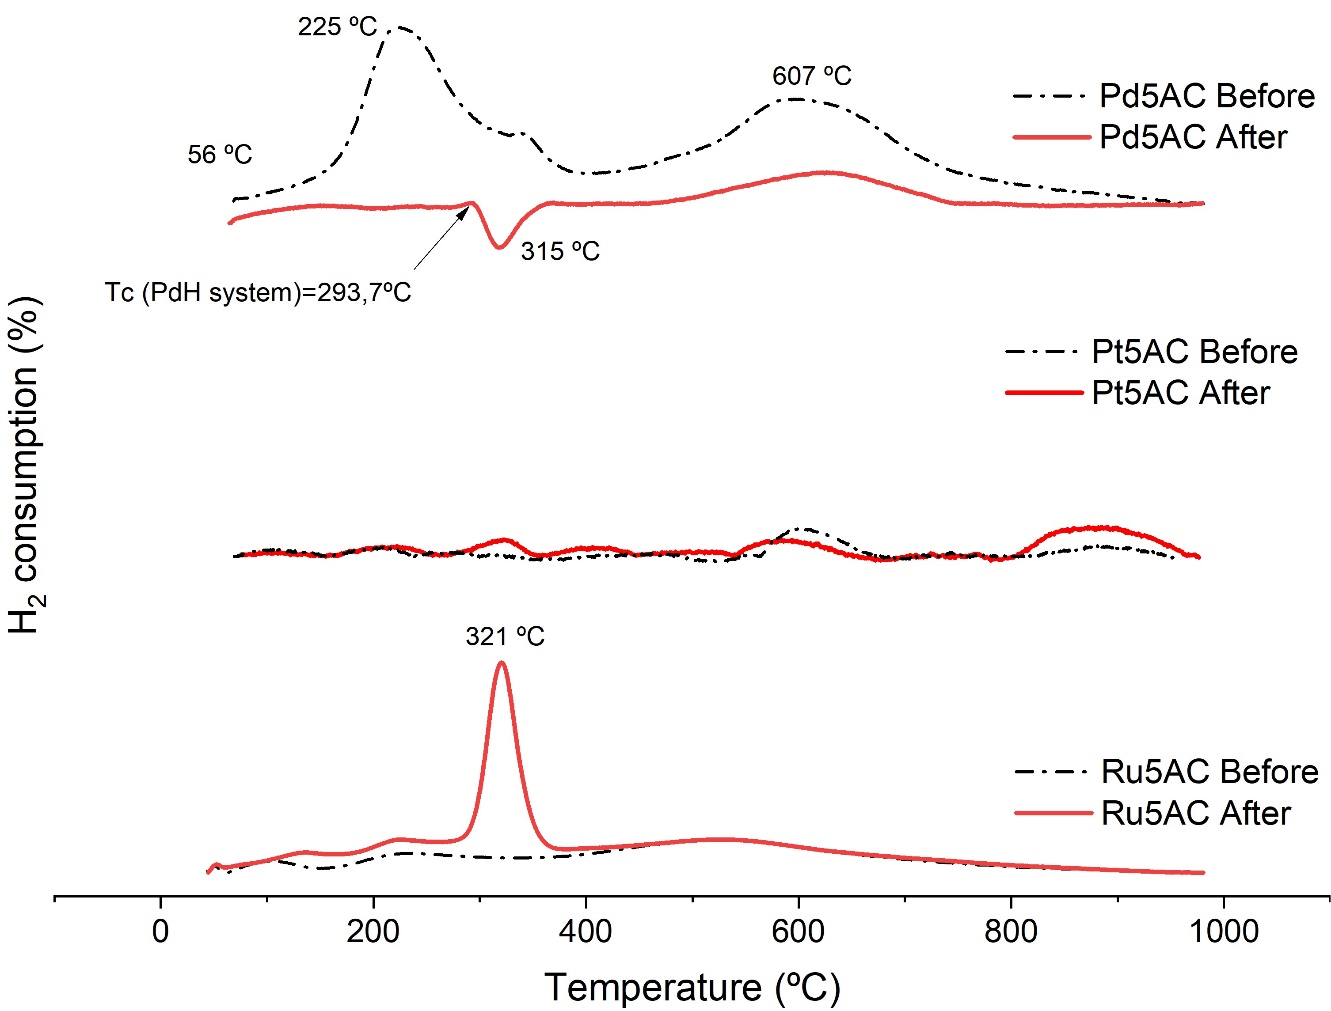 225 ºC
607 ºC
Pd5AC Before
Pd5AC After
56 ºC
315 ºC
Tc (PdH system)=293,7ºC
Pt5AC Before
Pt5AC After
H₂ consumption (%)
321 ºC
Ru5AC Before
Ru5AC After
0 200 400 600 800 1000
Temperature (ºC)